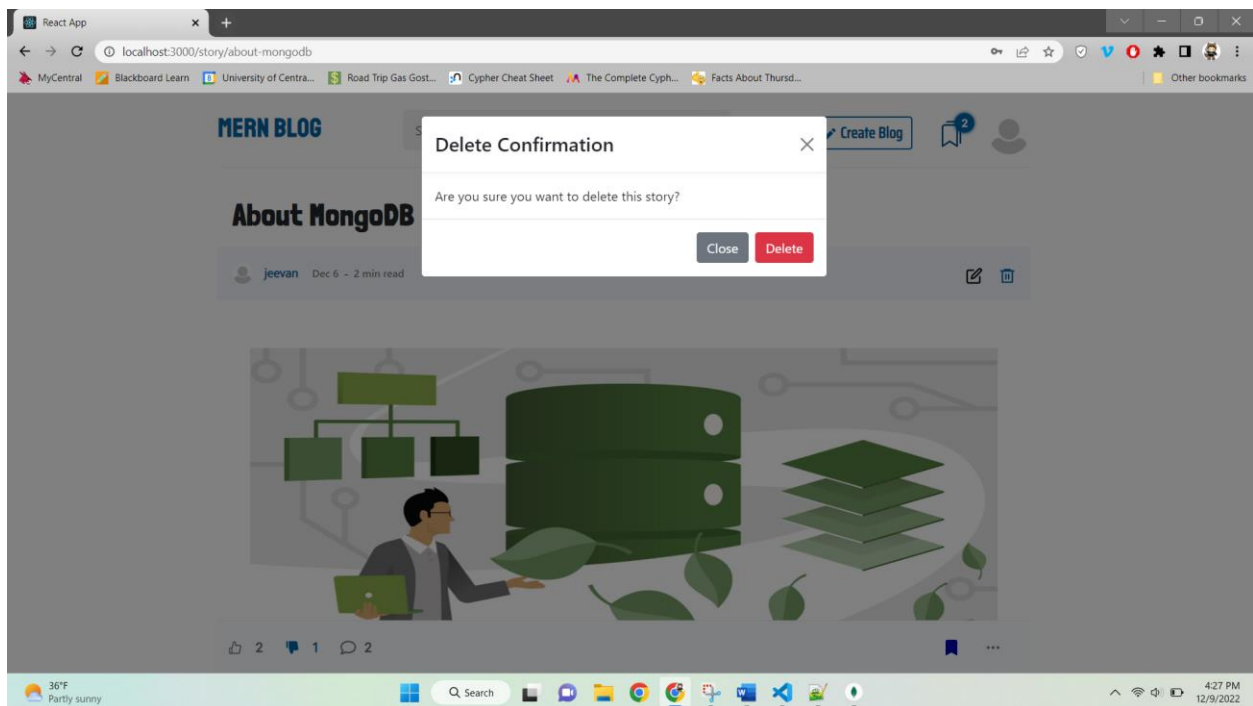 React App
localhost:3000/story/about-mongodb
MyCentral Blackboard Learn University of Centra... Road Trip Gas Gost... Cypher Cheat Sheet The Complete Cyph... Facts About Thursd... Other bookmarks
MERN BLOG S Create Blog 2
Delete Confirmation
Are you sure you want to delete this story?
Close Delete
About MongoDB
jeevan Dec 6 - 2 min read
2 1 2
36°F
Partly sunny
Search
4:27 PM
12/9/2022